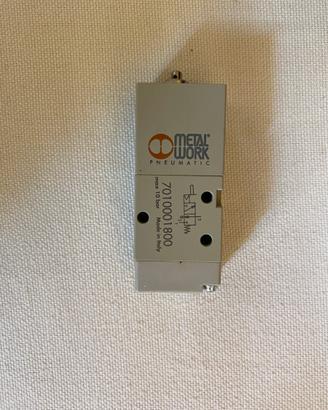 METAL
WORK
PNEUMATIC
7010001800
max 10 bar Made in Italy